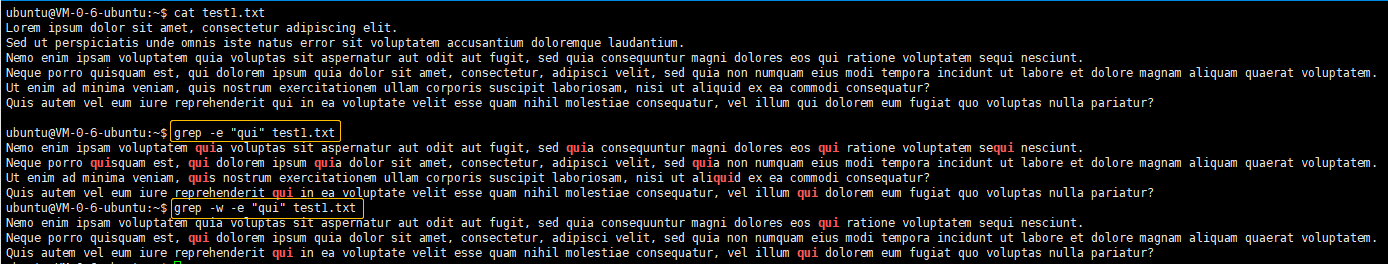 ubuntu@VM-0-6-ubuntu:~$ cat test1.txt
Lorem ipsum dolor sit amet, consectetur adipiscing elit.
Sed ut perspiciatis unde omnis iste natus error sit voluptatem accusantium doloremque laudantium.
Nemo enim ipsam voluptatem quia voluptas sit aspernatur aut odit aut fugit, sed quia consequuntur magni dolores eos qui ratione voluptatem sequi nesciunt.
Neque porro quisquam est, qui dolorem ipsum quia dolor sit amet, consectetur, adipisci velit, sed quia non numquam eius modi tempora incidunt ut labore et dolore magnam aliquam quaerat voluptatem.
Ut enim ad minima veniam, quis nostrum exercitationem ullam corporis suscipit laboriosam, nisi ut aliquid ex ea commodi consequatur?
Quis autem vel eum iure reprehenderit qui in ea voluptate velit esse quam nihil molestiae consequatur, vel illum qui dolorem eum fugiat quo voluptas nulla pariatur?
ubuntu@VM-0-6-ubuntu:~$ grep -e "qui" test1.txt
Nemo enim ipsam voluptatem quia voluptas sit aspernatur aut odit aut fugit, sed quia consequuntur magni dolores eos qui ratione voluptatem sequi nesciunt.
Neque porro quisquam est, qui dolorem ipsum quia dolor sit amet, consectetur, adipisci velit, sed quia non numquam eius modi tempora incidunt ut labore et dolore magnam aliquam quaerat voluptatem.
Ut enim ad minima veniam, quis nostrum exercitationem ullam corporis suscipit laboriosam, nisi ut aliquid ex ea commodi consequatur?
Quis autem vel eum iure reprehenderit qui in ea voluptate velit esse quam nihil molestiae consequatur, vel illum qui dolorem eum fugiat quo voluptas nulla pariatur?
ubuntu@VM-0-6-ubuntu:~$ grep -w -e "qui" test1.txt
Nemo enim ipsam voluptatem quia voluptas sit aspernatur aut odit aut fugit, sed quia consequuntur magni dolores eos qui ratione voluptatem sequi nesciunt.
Neque porro quisquam est, qui dolorem ipsum quia dolor sit amet, consectetur, adipisci velit, sed quia non numquam eius modi tempora incidunt ut labore et dolore magnam aliquam quaerat voluptatem.
Quis autem vel eum iure reprehenderit qui in ea voluptate velit esse quam nihil molestiae consequatur, vel illum qui dolorem eum fugiat quo voluptas nulla pariatur?